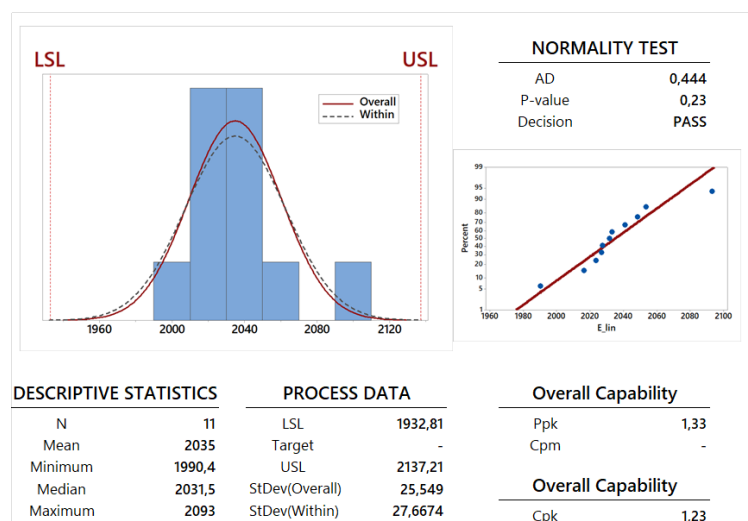 LSL
USL
Overall
Within
1960 2000 2040 2080 2120
NORMALITY TEST
AD 0,444
P-value 0,23
Decision PASS
99
95
90
80
70
60
50
40
30
20
10
5
1
Percent
1960 1980 2000 2020 2040 2060 2080 2100
E_lin
DESCRIPTIVE STATISTICS
N 11
Mean 2035
Minimum 1990,4
Median 2031,5
Maximum 2093
PROCESS DATA
LSL 1932,81
Target -
USL 2137,21
StDev(Overall) 25,549
StDev(Within) 27,6674
Overall Capability
Ppk 1,33
Cpm -
Overall Capability
Cpk 1,23